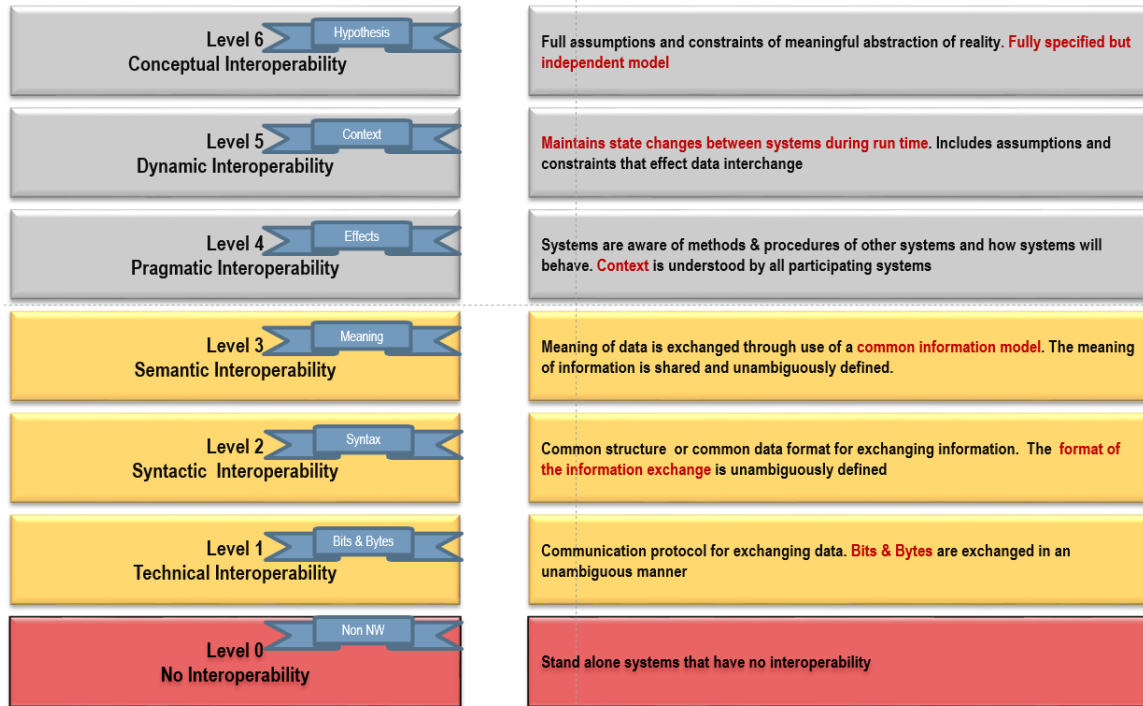 Hypothesis
Level 6
Conceptual Interoperability
Full assumptions and constraints of meaningful abstraction of reality. Fully specified but
independent model
Context
Level 5
Dynamic Interoperability
Maintains state changes between systems during run time. Includes assumptions and
constraints that effect data interchange
Effects
Level 4
Pragmatic Interoperability
Systems are aware of methods & procedures of other systems and how systems will
behave. Context is understood by all participating systems
Meaning
Level 3
Semantic Interoperability
Meaning of data is exchanged through use of a common information model. The meaning
of information is shared and unambiguously defined.
Syntax
Level 2
Syntactic Interoperability
Common structure or common data format for exchanging information. The format of
the information exchange is unambiguously defined
Bits & Bytes
Level 1
Technical Interoperability
Communication protocol for exchanging data. Bits & Bytes are exchanged in an
unambiguous manner
Non NW
Level 0
No Interoperability
Stand alone systems that have no interoperability